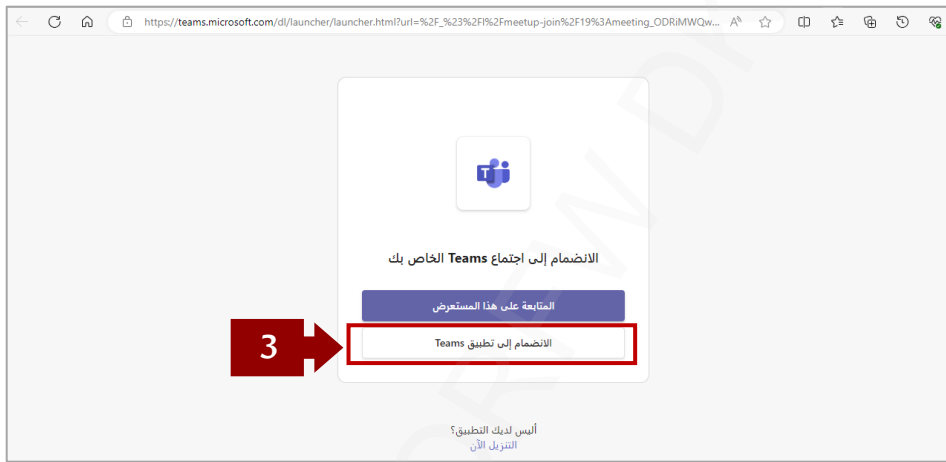 https://teams.microsoft.com/dl/launcher/launcher.html?url=%2F_%23%2Fl%2Fmeetup-join%2F19%3Ameeting_ODRiMWQw...
T
الانضمام إلى اجتماع Teams الخاص بك
المتابعة على هذا المستعرض
3
الانضمام إلى تطبيق Teams
أليس لديك التطبيق؟
التنزيل الآن